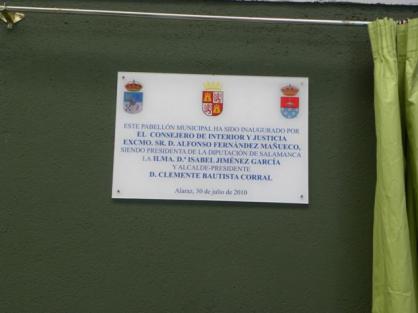 ESTE PABELLÓN MUNICIPAL HA SIDO INAUGURADO POR
EL CONSEJERO DE INTERIOR Y JUSTICIA
EXCMO. SR. D. ALFONSO FERNÁNDEZ MAÑUECO,
SIENDO PRESIDENTA DE LA DIPUTACIÓN DE SALAMANCA
LA ILMA. D.ª ISABEL JIMÉNEZ GARCÍA
Y ALCALDE-PRESIDENTE
D. CLEMENTE BAUTISTA CORRAL
Alaraz, 30 de julio de 2010